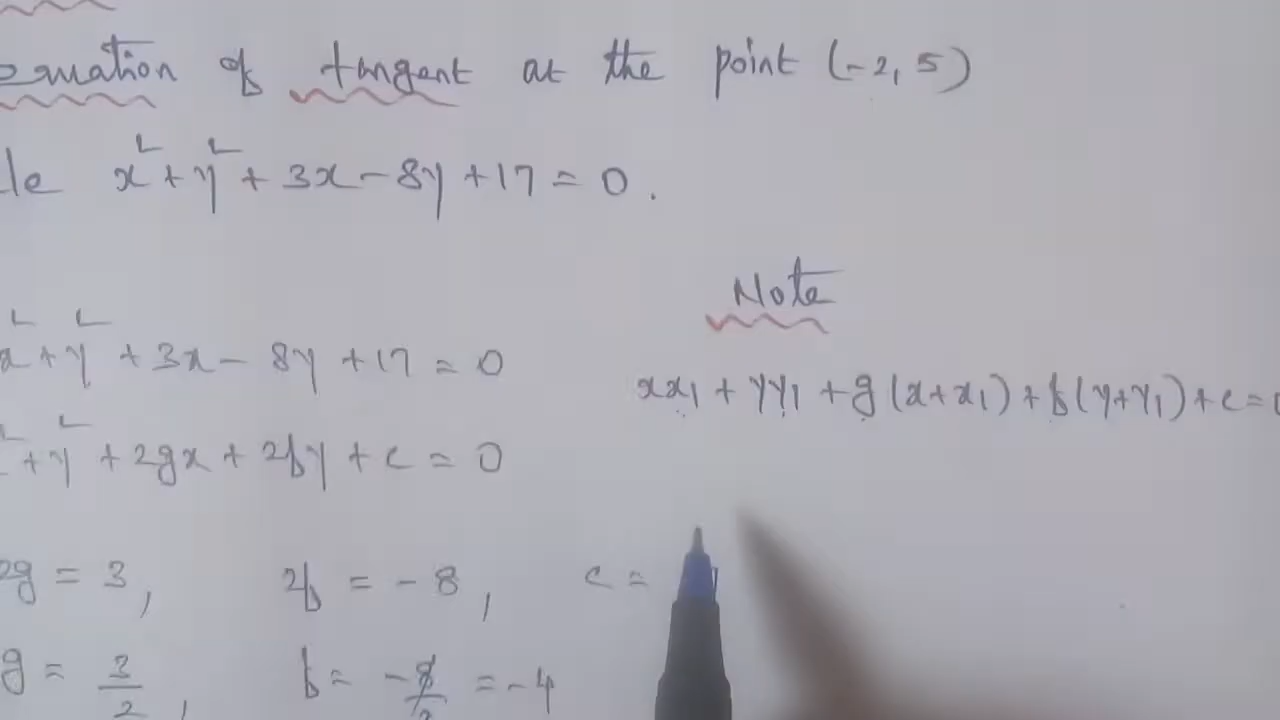 equation of tangent at the point (-2, 5)
le x² + y² + 3x - 8y + 17 = 0.
Note
x² + y² + 3x - 8y + 17 = 0
xx₁ + yy₁ + g(x+x₁) + f(y+y₁) + c = 0
x² + y² + 2gx + 2fy + c = 0
2g = 3, 2f = -8, c =
g = 3/2, f = -8/2 = -4